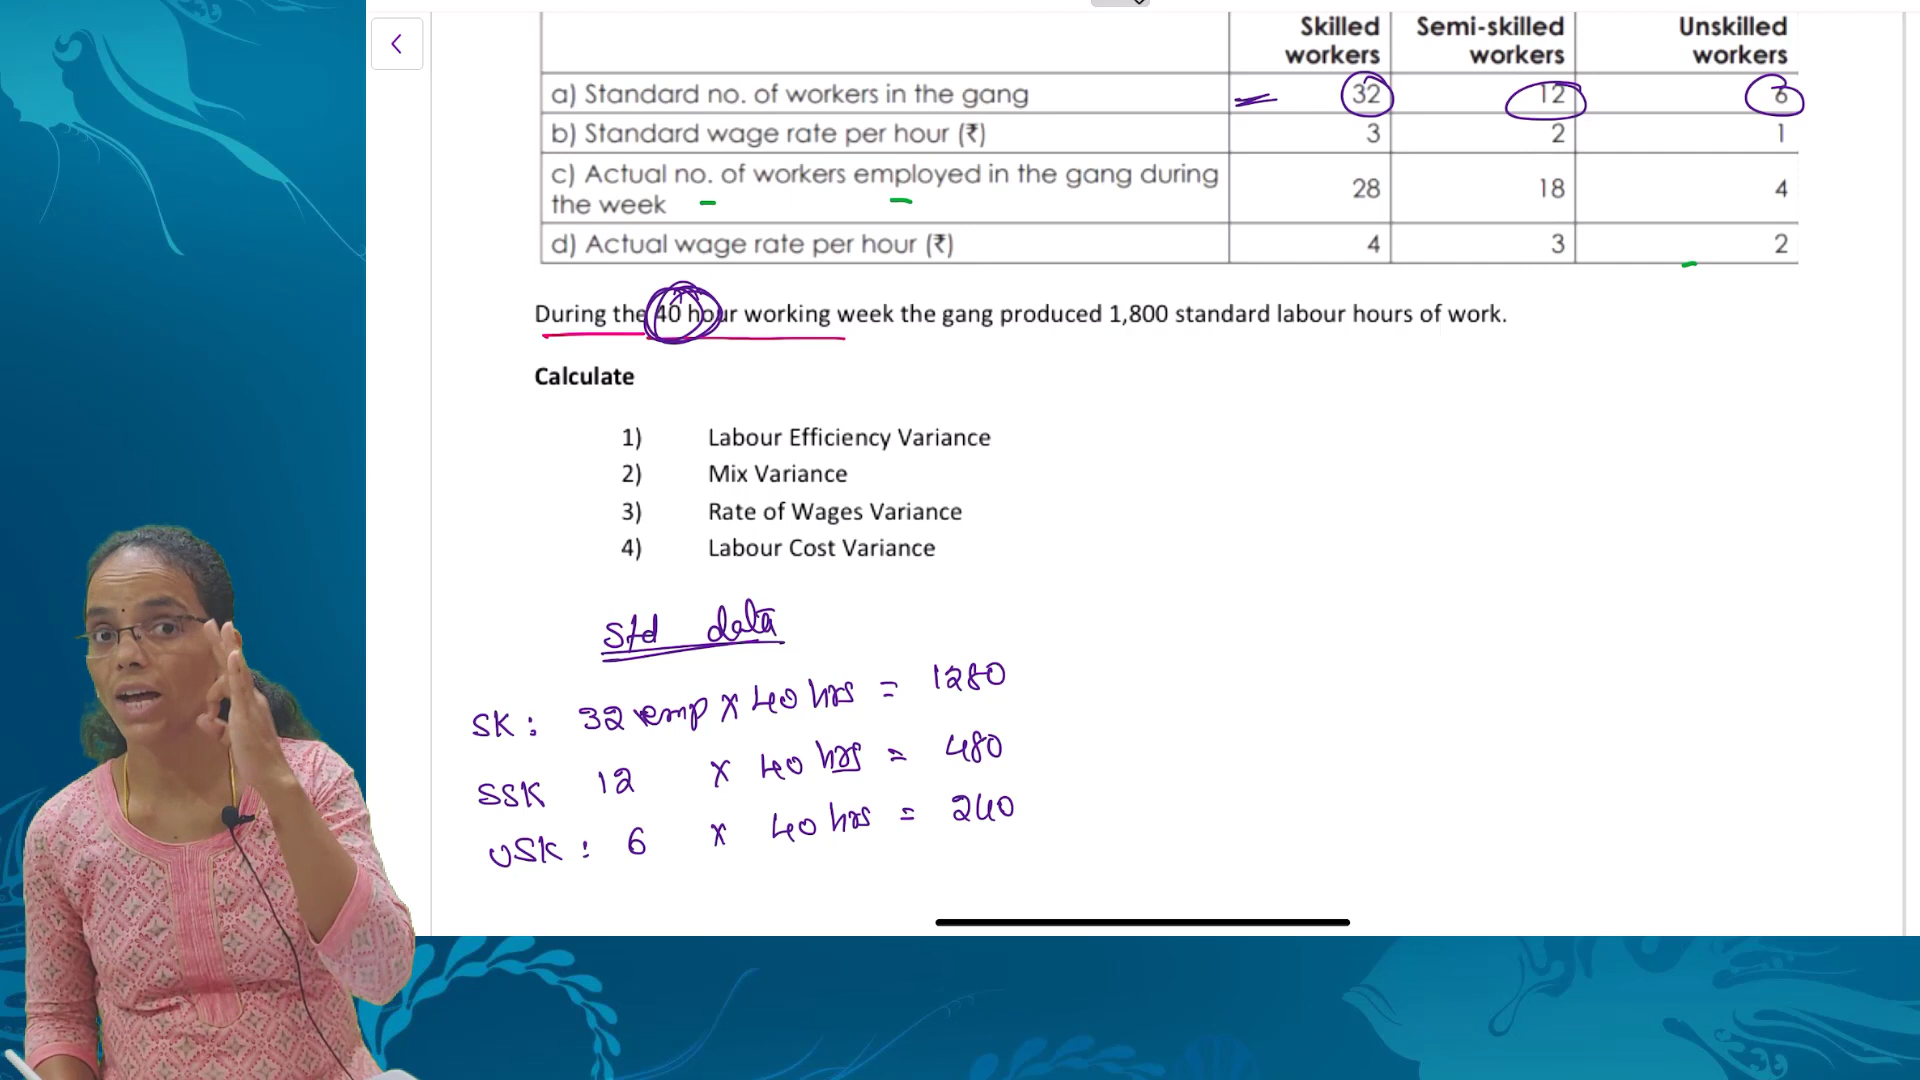 Skilled workers Semi-skilled workers Unskilled workers
a) Standard no. of workers in the gang 32 12 6
b) Standard wage rate per hour (₹) 3 2 1
c) Actual no. of workers employed in the gang during the week 28 18 4
d) Actual wage rate per hour (₹) 4 3 2
During the 40 hour working week the gang produced 1,800 standard labour hours of work.
Calculate
1) Labour Efficiency Variance
2) Mix Variance
3) Rate of Wages Variance
4) Labour Cost Variance
Std data
SK : 32 emp x 40 hrs = 1280
SSK 12 x 40 hrs = 480
USK : 6 x 40 hrs = 240